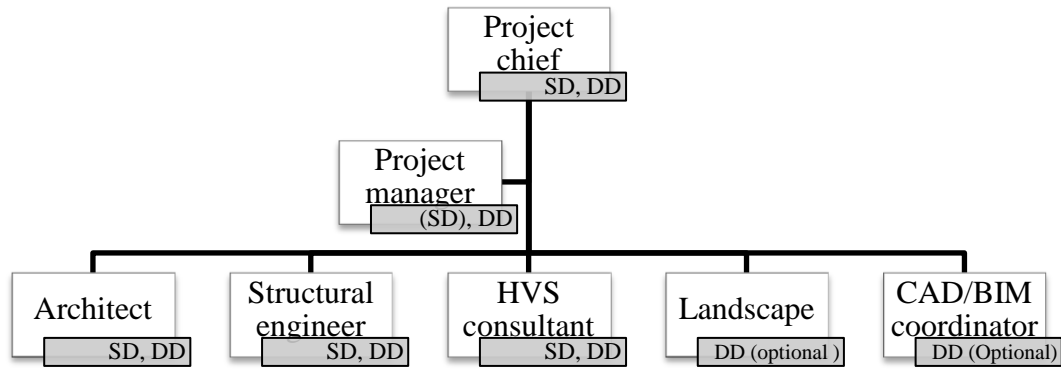 Project
chief
SD, DD
Project
manager
(SD), DD
Architect
SD, DD
Structural
engineer
SD, DD
HVS
consultant
SD, DD
Landscape
DD (optional )
CAD/BIM
coordinator
DD (Optional)